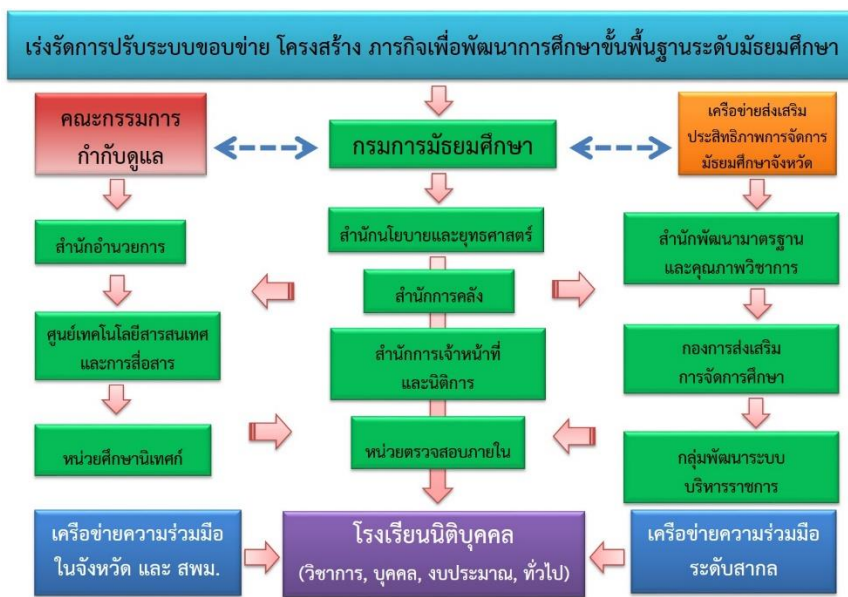 เร่งรัดการปรับระบบขอบข่าย โครงสร้าง ภารกิจเพื่อพัฒนาการศึกษาขั้นพื้นฐานระดับมัธยมศึกษา
คณะกรรมการ
กำกับดูแล
กรมการมัธยมศึกษา
เครือข่ายส่งเสริม
ประสิทธิภาพการจัดการ
มัธยมศึกษาจังหวัด
สำนักอำนวยการ
สำนักนโยบายและยุทธศาสตร์
สำนักพัฒนามาตรฐาน
และคุณภาพวิชาการ
สำนักการคลัง
ศูนย์เทคโนโลยีสารสนเทศ
และการสื่อสาร
สำนักการเจ้าหน้าที่
และนิติการ
กองการส่งเสริม
การจัดการศึกษา
หน่วยศึกษานิเทศก์
หน่วยตรวจสอบภายใน
กลุ่มพัฒนาระบบ
บริหารราชการ
เครือข่ายความร่วมมือ
ในจังหวัด และ สพม.
โรงเรียนนิติบุคคล
(วิชาการ, บุคคล, งบประมาณ, ทั่วไป)
เครือข่ายความร่วมมือ
ระดับสากล